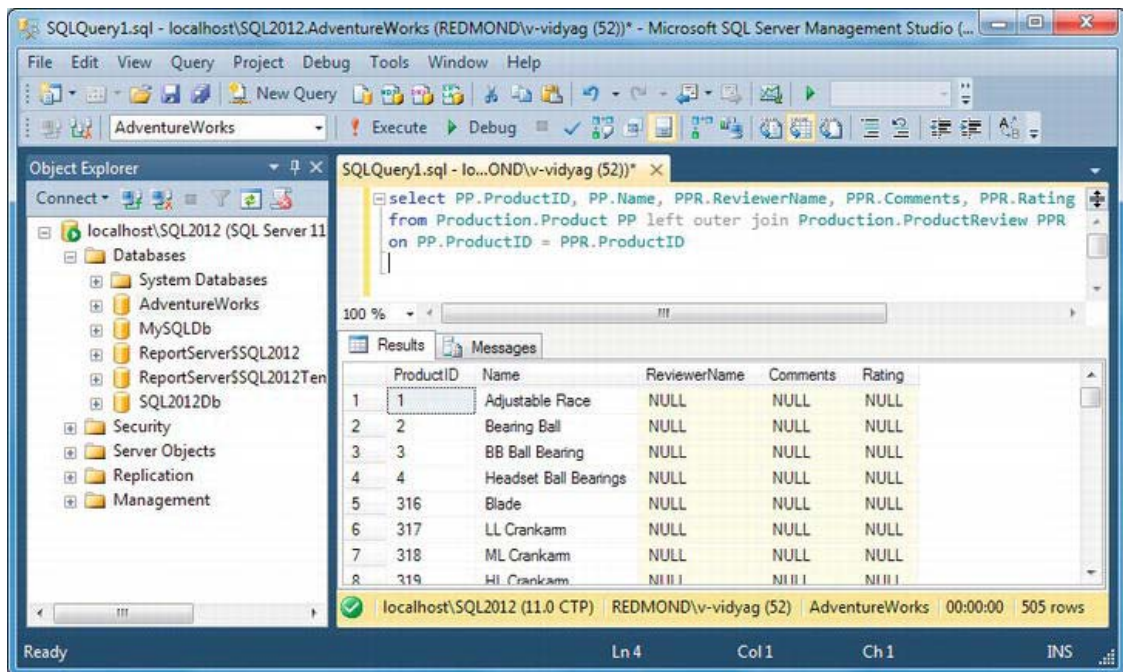 SQLQuery1.sql - localhost\SQL2012.AdventureWorks (REDMOND\v-vidyag (52))* - Microsoft SQL Server Management Studio (...
File Edit View Query Project Debug Tools Window Help
New Query
AdventureWorks Execute Debug
Object Explorer
Connect
localhost\SQL2012 (SQL Server 11
Databases
System Databases
AdventureWorks
MySQLDb
ReportServer$SQL2012
ReportServer$SQL2012Ten
SQL2012Db
Security
Server Objects
Replication
Management
SQLQuery1.sql - lo...OND\v-vidyag (52))*
select PP.ProductID, PP.Name, PPR.ReviewerName, PPR.Comments, PPR.Rating
from Production.Product PP left outer join Production.ProductReview PPR
on PP.ProductID = PPR.ProductID
100 %
Results Messages
ProductID Name ReviewerName Comments Rating
1 1 Adjustable Race NULL NULL NULL
2 2 Bearing Ball NULL NULL NULL
3 3 BB Ball Bearing NULL NULL NULL
4 4 Headset Ball Bearings NULL NULL NULL
5 316 Blade NULL NULL NULL
6 317 LL Crankarm NULL NULL NULL
7 318 ML Crankarm NULL NULL NULL
8 319 HL Crankarm NULL NULL NULL
localhost\SQL2012 (11.0 CTP) REDMOND\v-vidyag (52) AdventureWorks 00:00:00 505 rows
Ready Ln 4 Col 1 Ch 1 INS